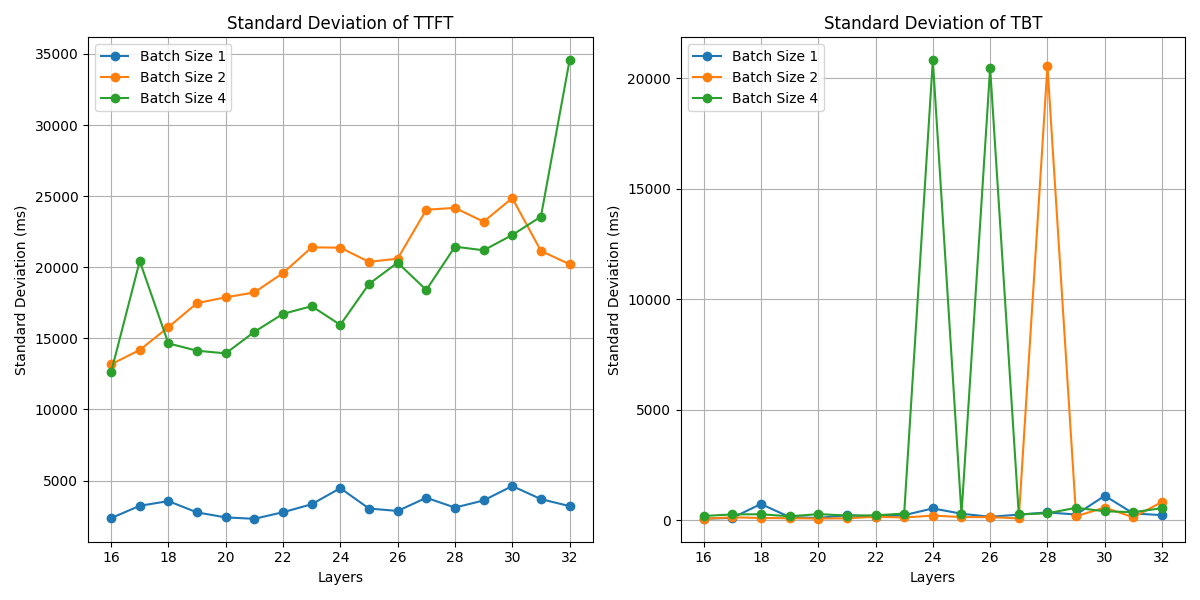 Standard Deviation of TTFT
Batch Size 1
Batch Size 2
Batch Size 4
35000
30000
25000
20000
15000
10000
5000
Standard Deviation (ms)
16 18 20 22 24 26 28 30 32
Layers
Standard Deviation of TBT
Batch Size 1
Batch Size 2
Batch Size 4
20000
15000
10000
5000
0
Standard Deviation (ms)
16 18 20 22 24 26 28 30 32
Layers